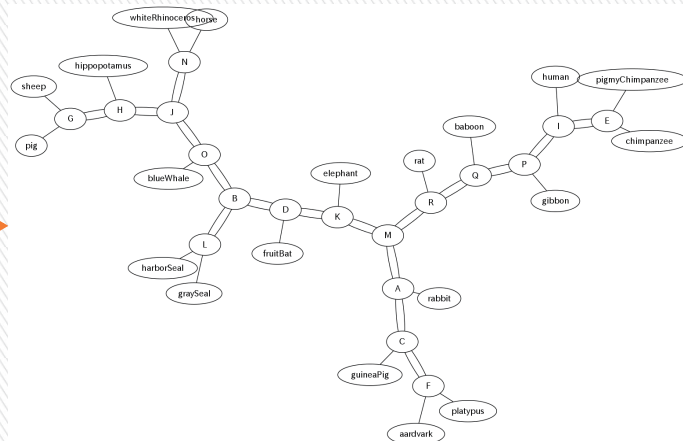 whiteRhinoceros horse
N
hippopotamus
human
pigmyChimpanzee
sheep
G
H
J
I
E
baboon
chimpanzee
pig
O
rat
Q
P
blueWhale
elephant
gibbon
B
R
D
K
M
L
fruitBat
harborSeal
graySeal
A
rabbit
C
guineaPig
F
platypus
aardvark